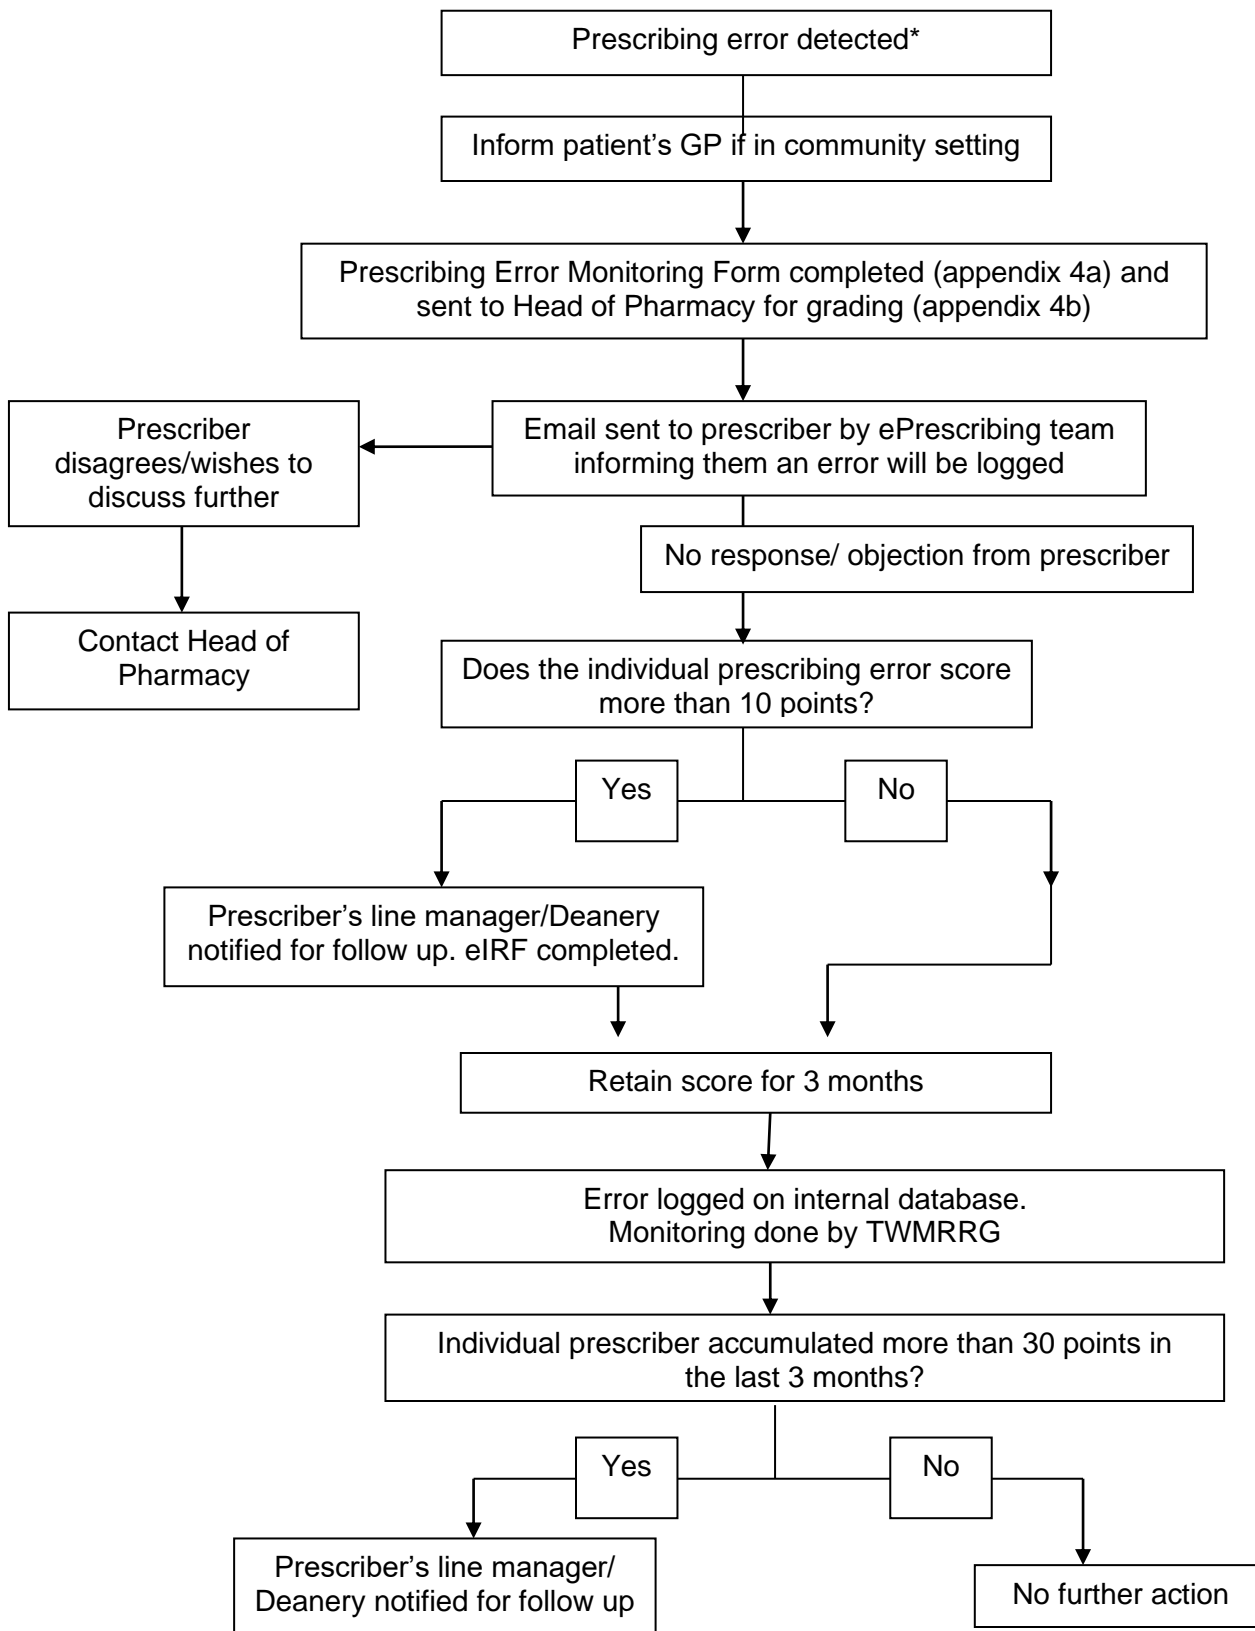 Prescribing error detected*
Inform patient’s GP if in community setting
Prescribing Error Monitoring Form completed (appendix 4a) and
sent to Head of Pharmacy for grading (appendix 4b)
Prescriber
disagrees/wishes to
discuss further
Email sent to prescriber by ePrescribing team
informing them an error will be logged
No response/ objection from prescriber
Contact Head of
Pharmacy
Does the individual prescribing error score
more than 10 points?
Yes
No
Prescriber’s line manager/Deanery
notified for follow up. eIRF completed.
Retain score for 3 months
Error logged on internal database.
Monitoring done by TWMRRG
Individual prescriber accumulated more than 30 points in
the last 3 months?
Yes
No
Prescriber’s line manager/
Deanery notified for follow up
No further action